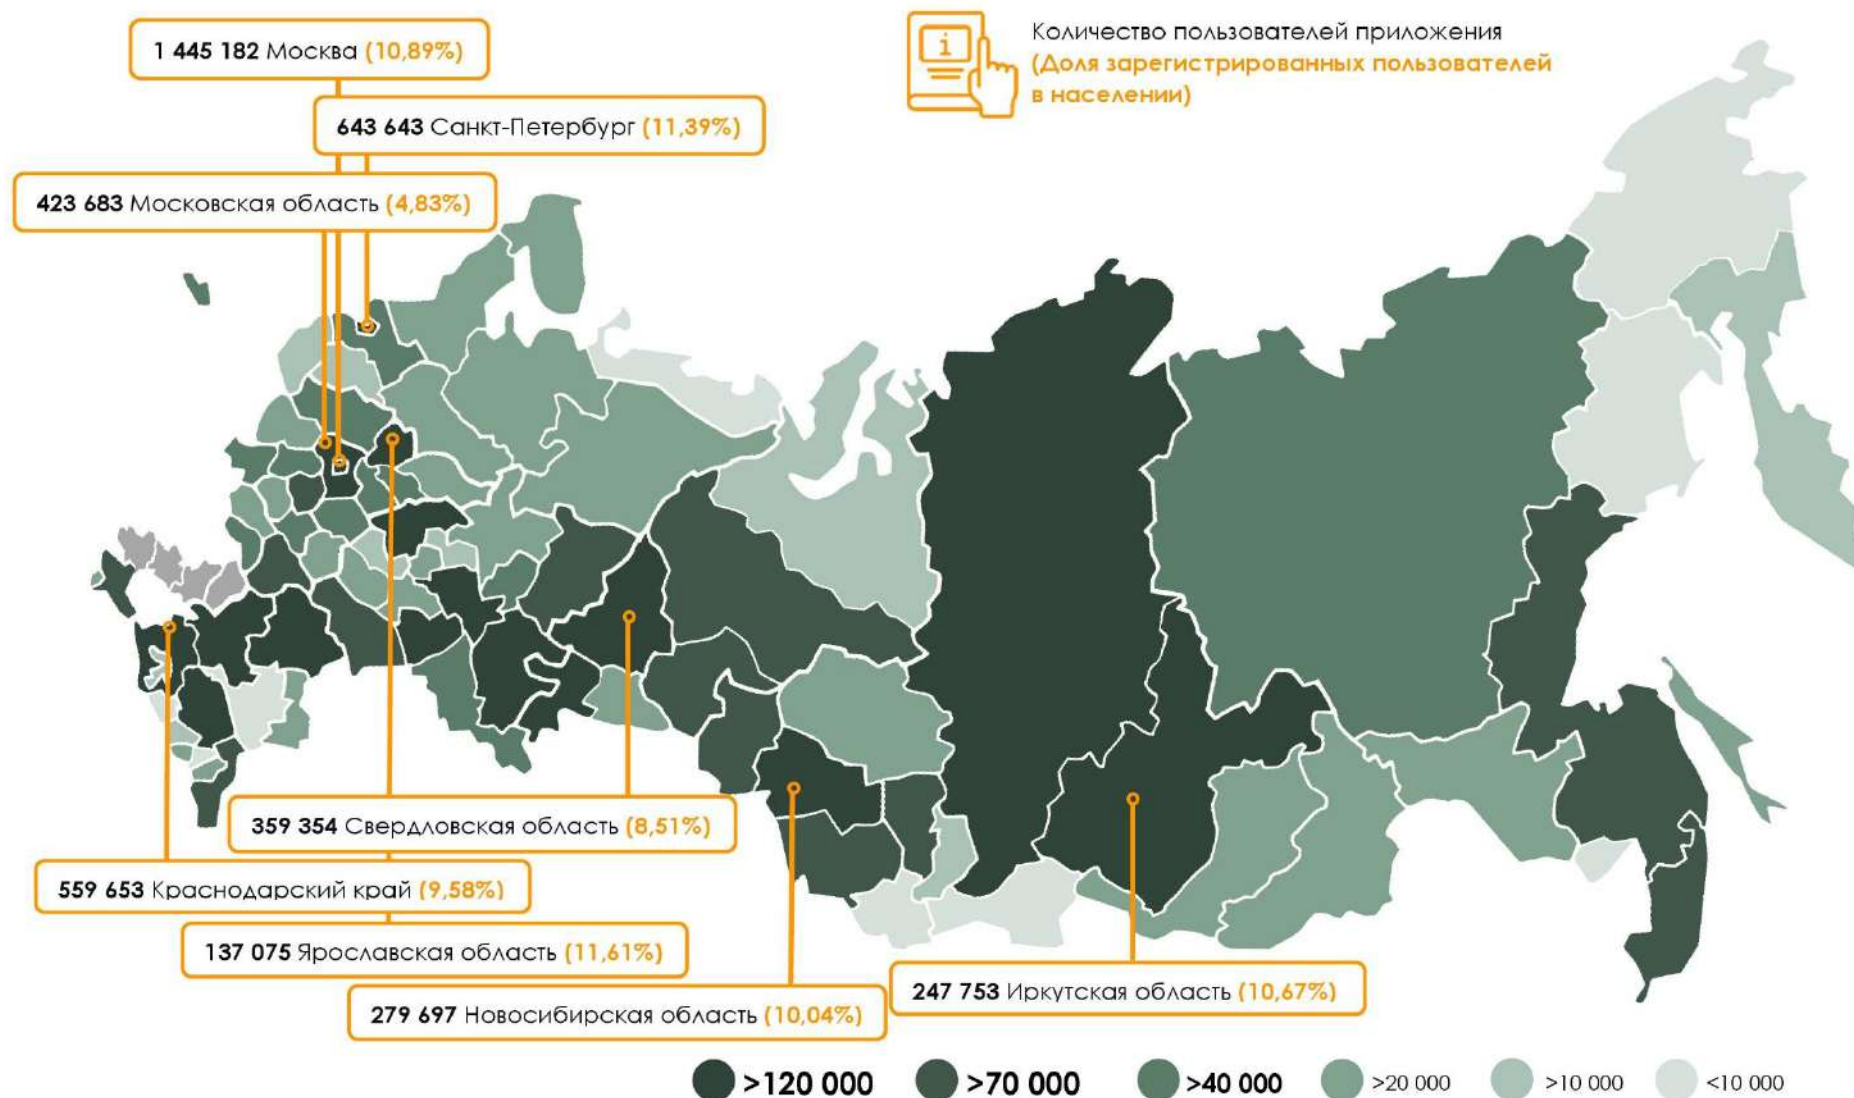 1 445 182 Москва (10,89%)
Количество пользователей приложения
(Доля зарегистрированных пользователей
в населении)
643 643 Санкт-Петербург (11,39%)
423 683 Московская область (4,83%)
359 354 Свердловская область (8,51%)
559 653 Краснодарский край (9,58%)
137 075 Ярославская область (11,61%)
279 697 Новосибирская область (10,04%)
247 753 Иркутская область (10,67%)
>120 000 >70 000 >40 000 >20 000 >10 000 <10 000